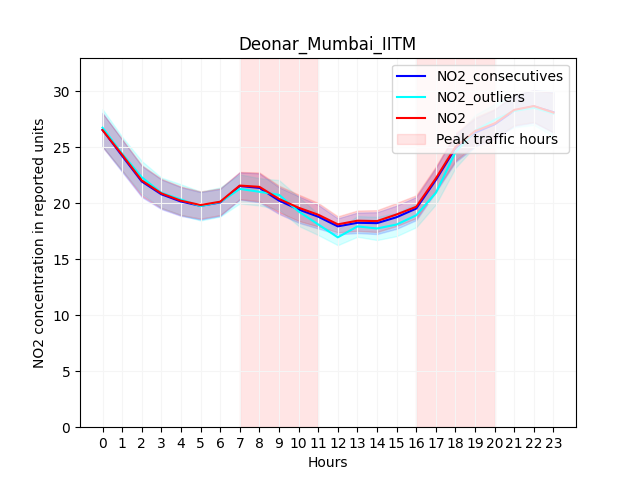 Deonar_Mumbai_IITM
NO2_consecutives
NO2_outliers
NO2
Peak traffic hours
NO2 concentration in reported units
30
25
20
15
10
5
0
0 1 2 3 4 5 6 7 8 9 10 11 12 13 14 15 16 17 18 19 20 21 22 23
Hours